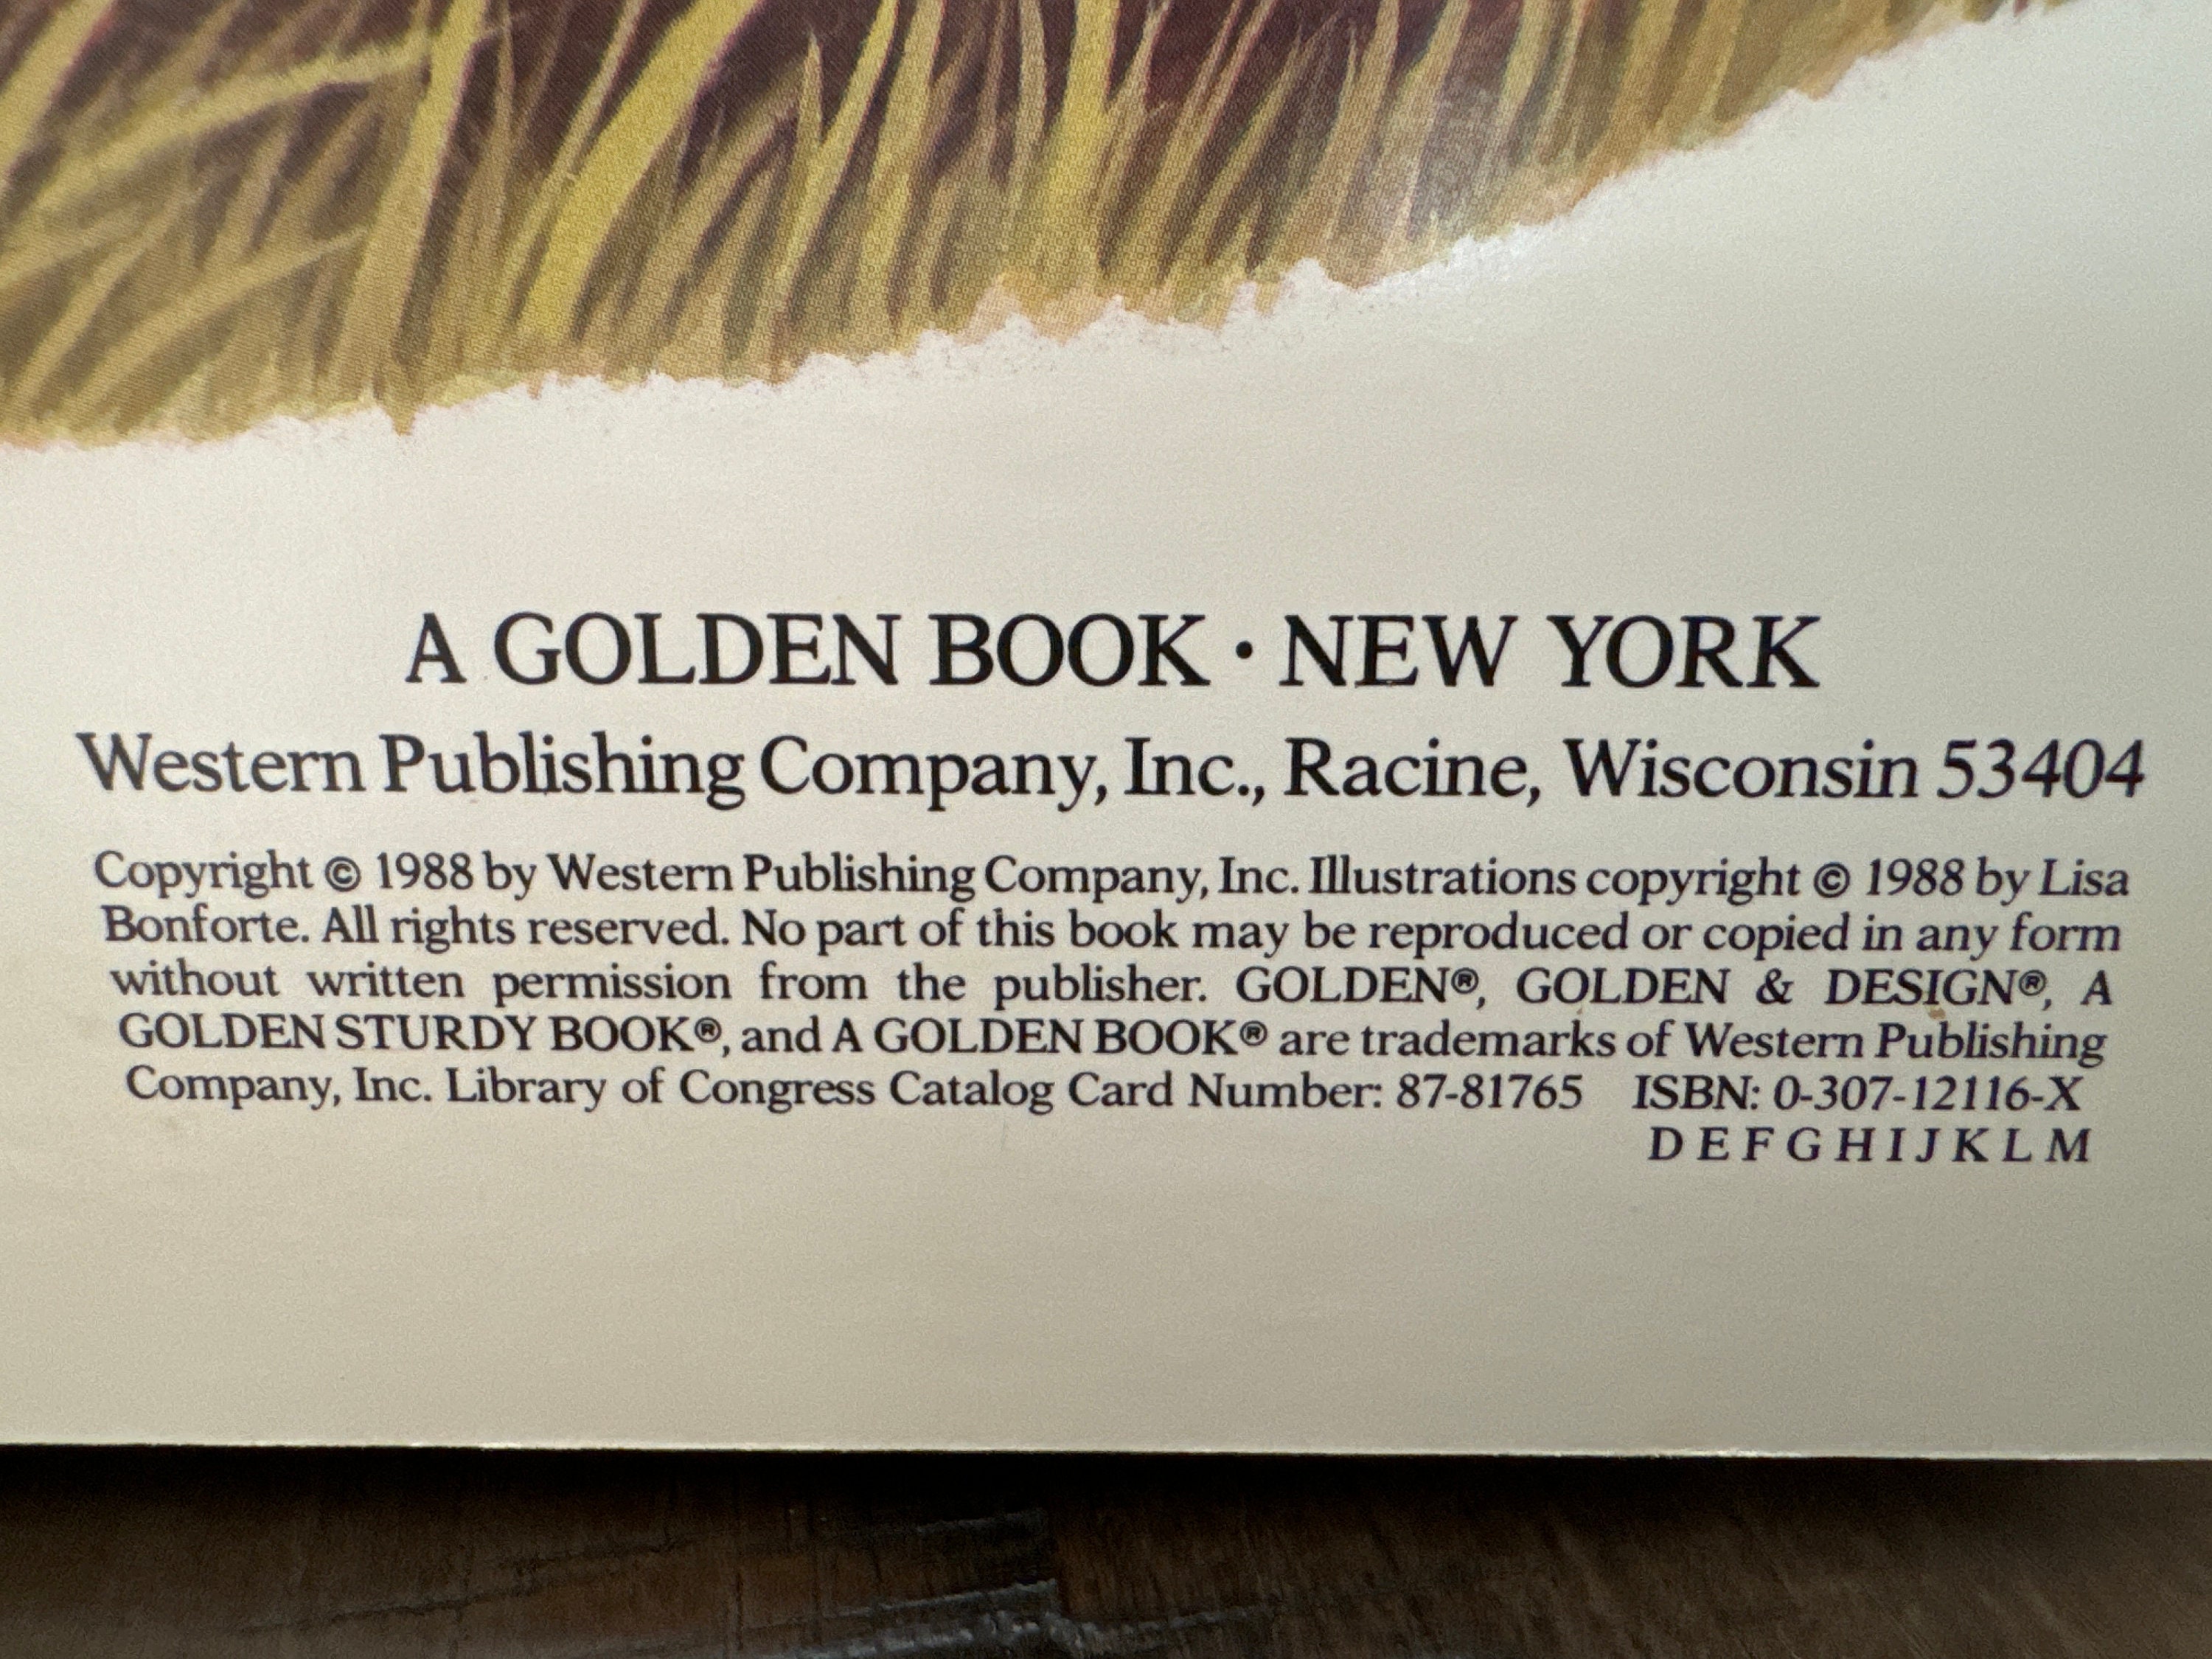 A GOLDEN BOOK • NEW YORK
Western Publishing Company, Inc., Racine, Wisconsin 53404
Copyright © 1988 by Western Publishing Company, Inc. Illustrations copyright © 1988 by Lisa
Bonforte. All rights reserved. No part of this book may be reproduced or copied in any form
without written permission from the publisher. GOLDEN®, GOLDEN & DESIGN®, A
GOLDEN STURDY BOOK®, and A GOLDEN BOOK® are trademarks of Western Publishing
Company, Inc. Library of Congress Catalog Card Number: 87-81765 ISBN: 0-307-12116-X
D E F G H I J K L M